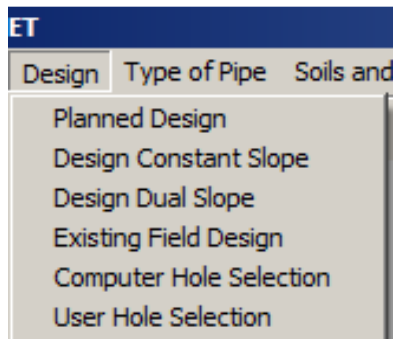 ET
Design Type of Pipe Soils and
Planned Design
Design Constant Slope
Design Dual Slope
Existing Field Design
Computer Hole Selection
User Hole Selection